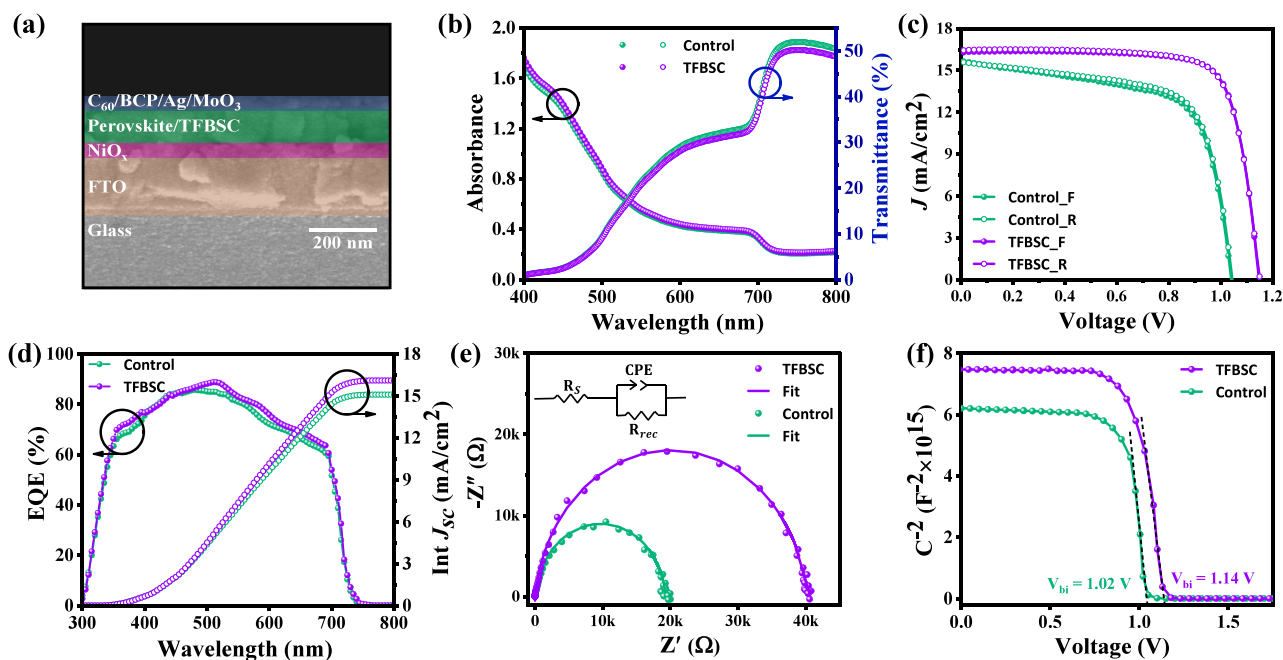 (a)
C60/BCP/Ag/MoO3
Perovskite/TFBSC
NiOx
FTO
Glass
200 nm
(b)
2.0
1.6
1.2
0.8
0.4
0.0
Absorbance
Control
TFBSC
50
40
30
20
10
0
Transmittance (%)
400 500 600 700 800
Wavelength (nm)
(c)
18
15
12
9
6
3
0
J (mA/cm2)
Control_F
Control_R
TFBSC_F
TFBSC_R
0.0 0.2 0.4 0.6 0.8 1.0 1.2
Voltage (V)
(d)
100
80
60
40
20
0
EQE (%)
Control
TFBSC
18
15
12
9
6
3
0
Int JSC (mA/cm2)
300 400 500 600 700 800
Wavelength (nm)
(e)
30k
20k
10k
0
-Z″ (Ω)
RS
CPE
Rrec
TFBSC
Fit
Control
Fit
0 10k 20k 30k 40k 50k
Z′ (Ω)
(f)
8
6
4
2
0
C-2 (F-2×1015)
TFBSC
Control
Vbi = 1.02 V
Vbi = 1.14 V
0.0 0.5 1.0 1.5
Voltage (V)